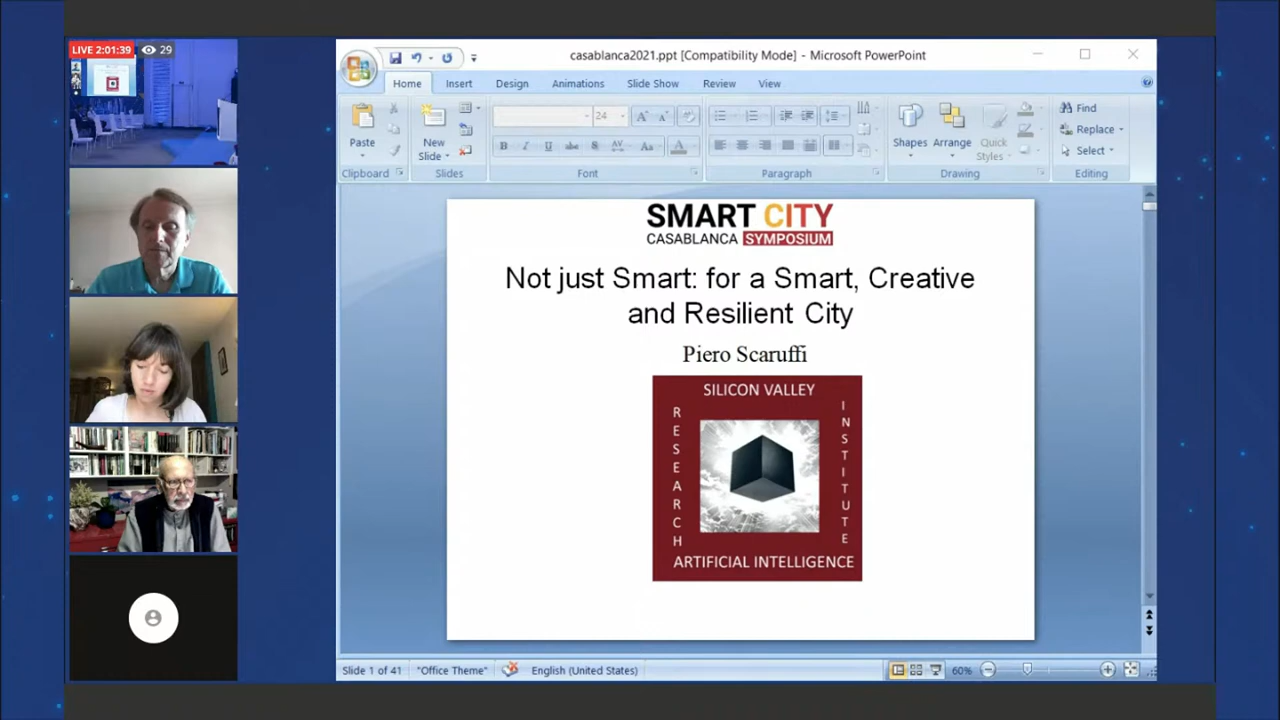 LIVE 2:01:39
29
casablanca2021.ppt [Compatibility Mode] - Microsoft PowerPoint
Home Insert Design Animations Slide Show Review View
Paste
New
Slide
24
Shapes Arrange Quick
Styles
Find
Replace
Select
Clipboard Slides Font Paragraph Drawing Editing
SMART CITY
CASABLANCA SYMPOSIUM
Not just Smart: for a Smart, Creative
and Resilient City
Piero Scaruffi
SILICON VALLEY
RESEARCH
INSTITUTE
ARTIFICIAL INTELLIGENCE
Slide 1 of 41 "Office Theme" English (United States) 60%